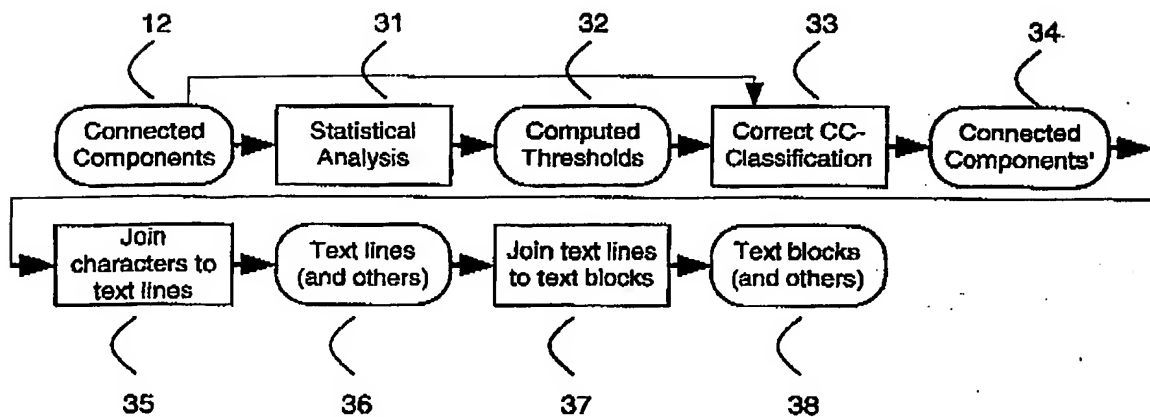 12 31 32 33 34
Connected
Components
Statistical
Analysis
Computed
Thresholds
Correct CC-
Classification
Connected
Components'
Join
characters to
text lines
Text lines
(and others)
Join text lines
to text blocks
Text blocks
(and others)
35 36 37 38